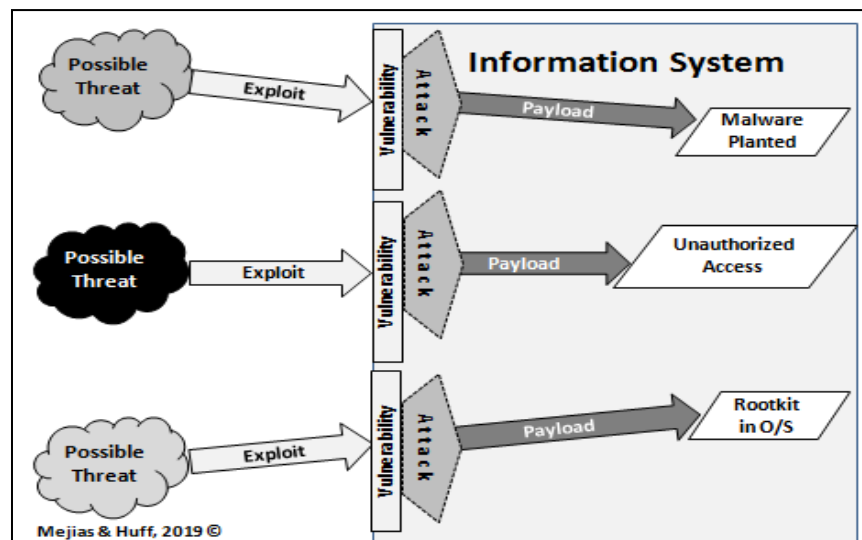 Information System
Possible
Threat
Exploit
Vulnerability
Attack
Payload
Malware
Planted
Possible
Threat
Exploit
Vulnerability
Attack
Payload
Unauthorized
Access
Possible
Threat
Exploit
Vulnerability
Attack
Payload
Rootkit
in O/S
Mejias & Huff, 2019 ©